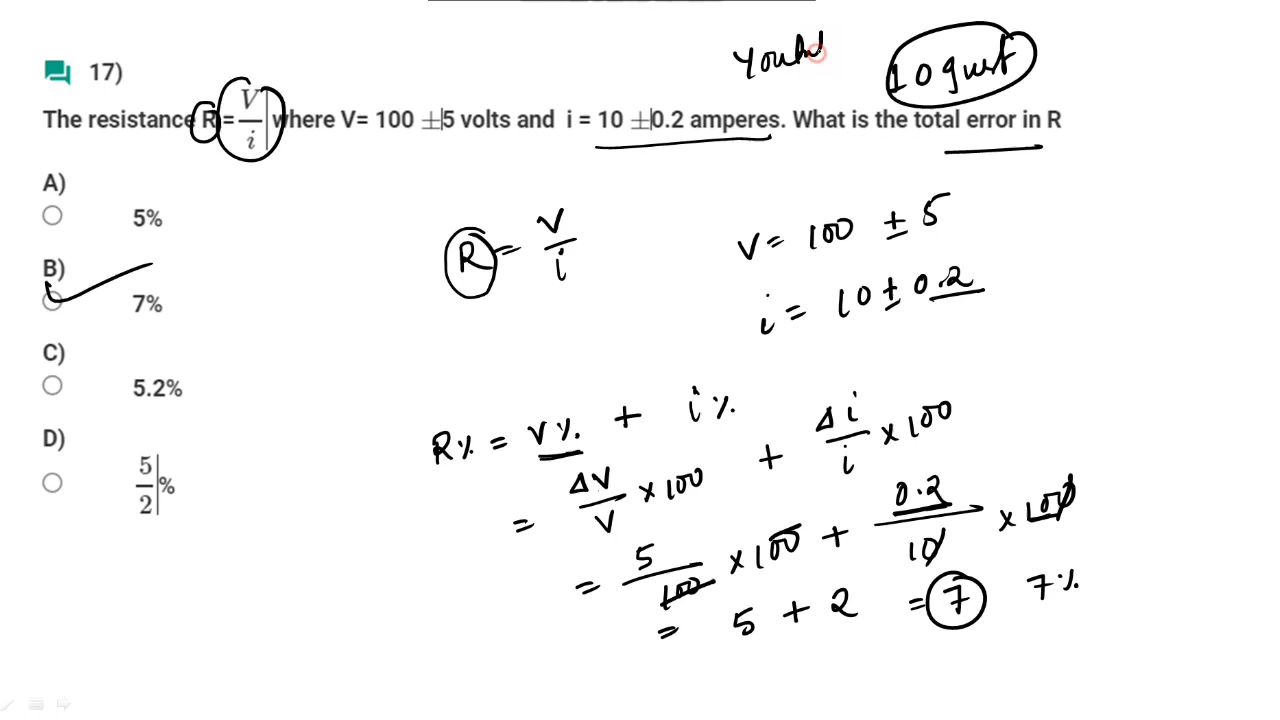 10 quest
17)
The resistance R = V/i where V= 100 ±5 volts and i = 10 ±0.2 amperes. What is the total error in R
A)
5%
B)
7%
C)
5.2%
D)
5/2 %
R = V/i
V = 100 ± 5
i = 10 ± 0.2
R% = V% + i%
= ΔV/V × 100 + Δi/i × 100
= 5/100 × 100 + 0.2/10 × 100
= 5 + 2 = 7 7%